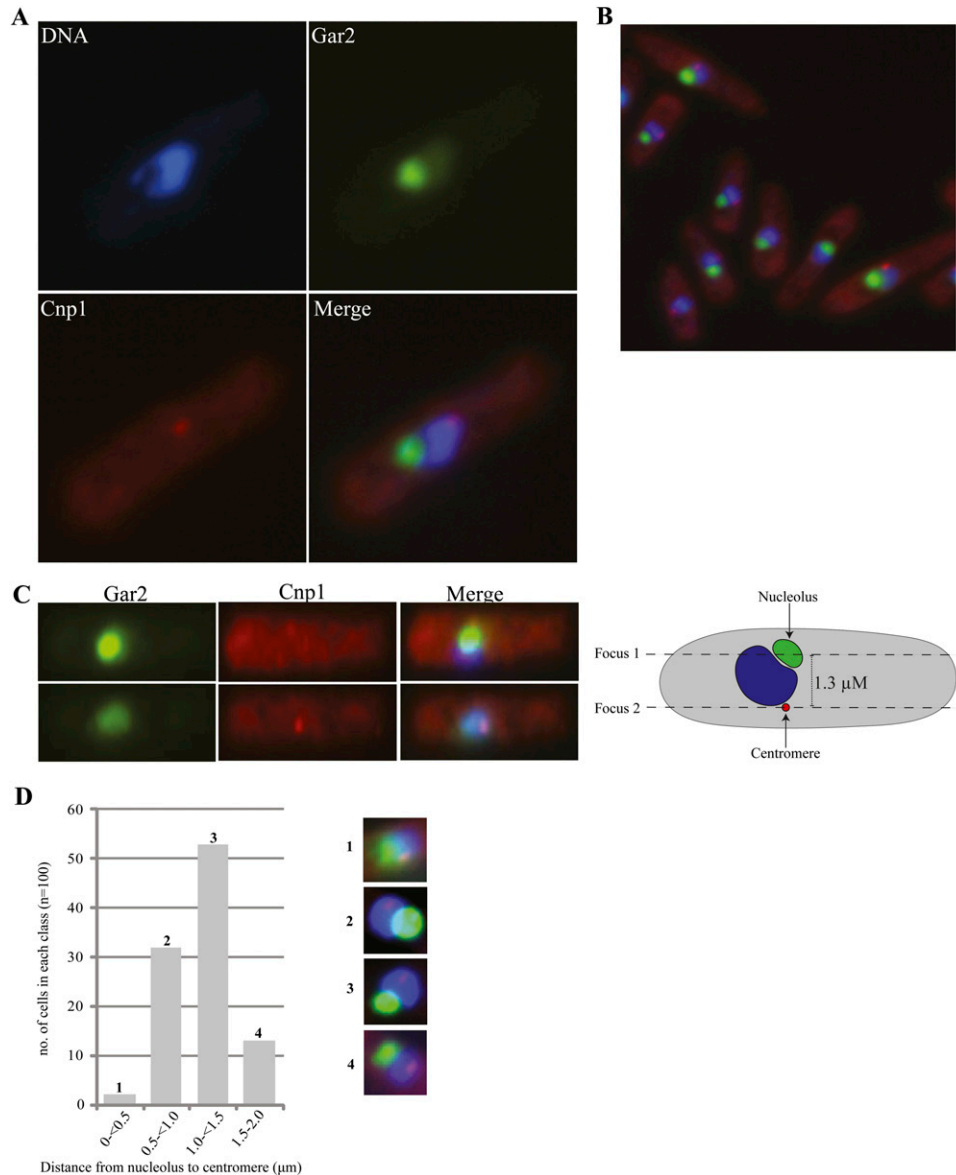 A
DNA
Gar2
Cnp1
Merge
B
C
Gar2
Cnp1
Merge
Nucleolus
Focus 1
1.3 µM
Focus 2
Centromere
D
no. of cells in each class (n=100)
60
50
40
30
20
10
0
1
2
3
4
0-<0.5
0.5-<1.0
1.0-<1.5
1.5-2.0
Distance from nucleolus to centromere (µm)
1
2
3
4